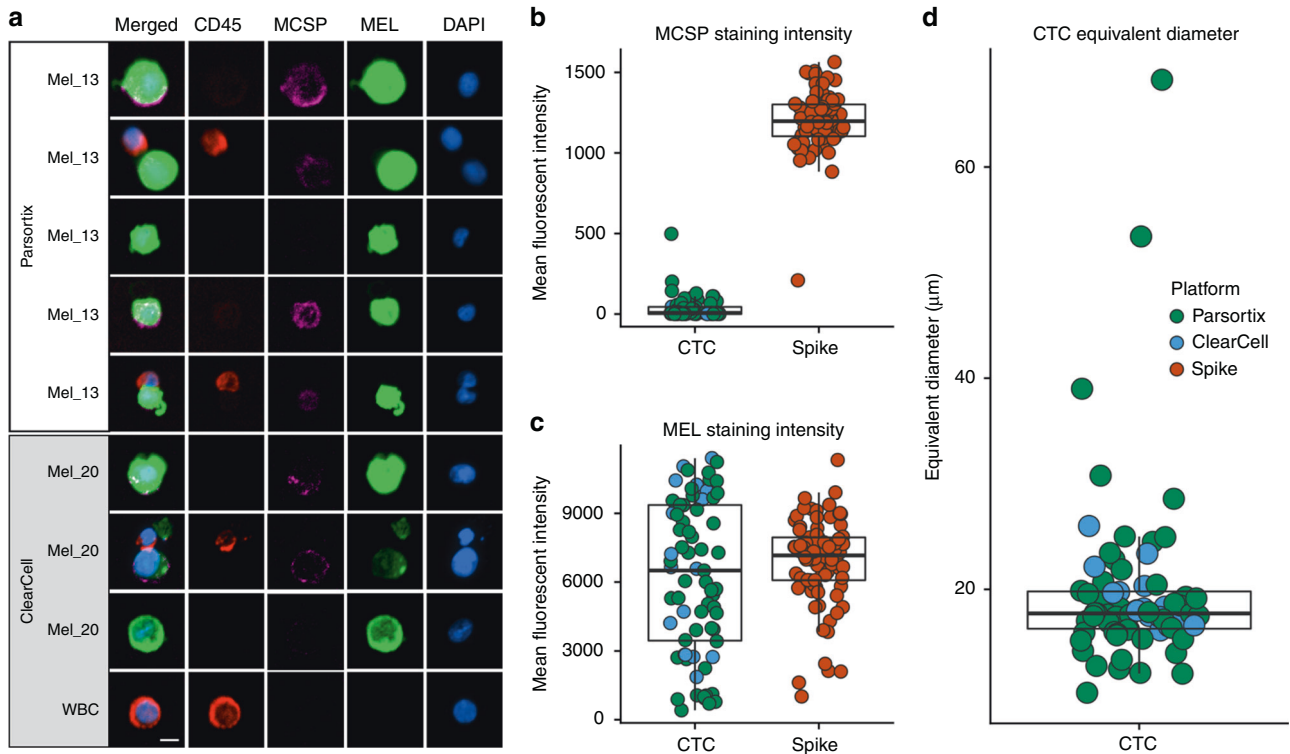 a
Merged CD45 MCSP MEL DAPI
Parsortix
Mel_13
Mel_13
Mel_13
Mel_13
Mel_13
ClearCell
Mel_20
Mel_20
Mel_20
WBC
b
MCSP staining intensity
Mean fluorescent intensity
1500
1000
500
0
CTC Spike
c
MEL staining intensity
Mean fluorescent intensity
9000
6000
3000
0
CTC Spike
d
CTC equivalent diameter
Equivalent diameter (μm)
60
40
20
Platform
Parsortix
ClearCell
Spike
CTC